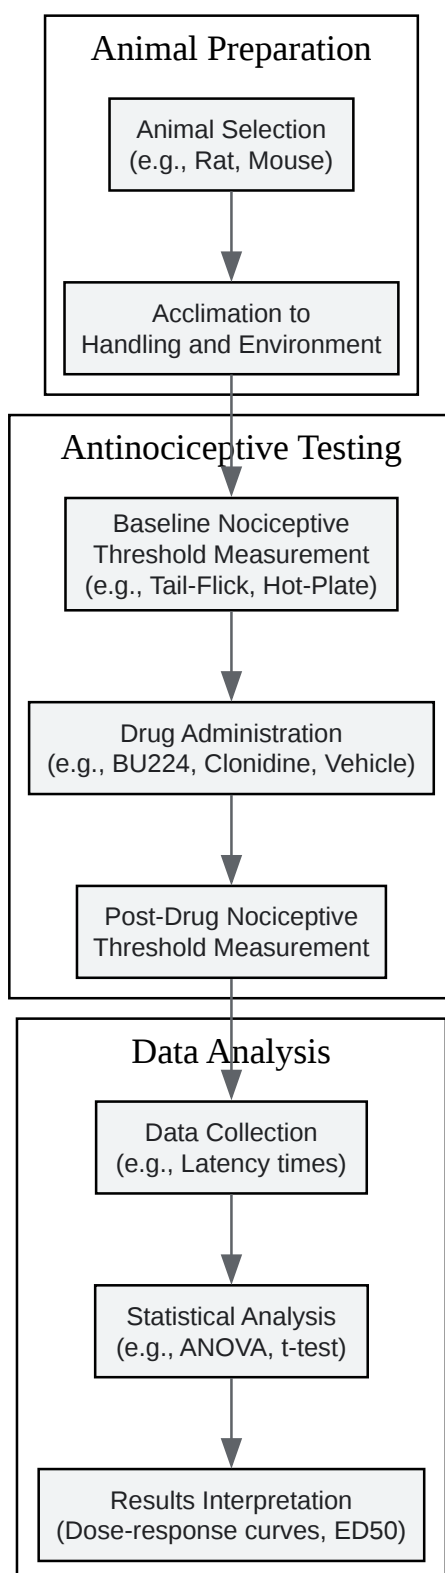 Animal Preparation
Animal Selection
(e.g., Rat, Mouse)
Acclimation to
Handling and Environment
Antinociceptive Testing
Baseline Nociceptive
Threshold Measurement
(e.g., Tail-Flick, Hot-Plate)
Drug Administration
(e.g., BU224, Clonidine, Vehicle)
Post-Drug Nociceptive
Threshold Measurement
Data Analysis
Data Collection
(e.g., Latency times)
Statistical Analysis
(e.g., ANOVA, t-test)
Results Interpretation
(Dose-response curves, ED50)